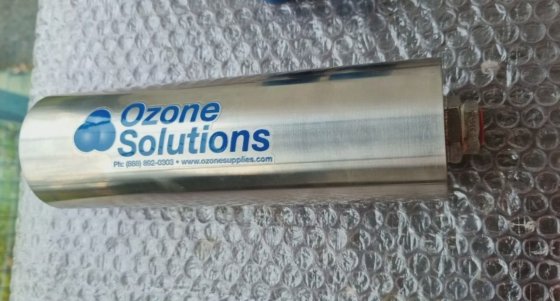 Ozone
Solutions
Ph: (888) 892-0303 • www.ozonesupplies.com